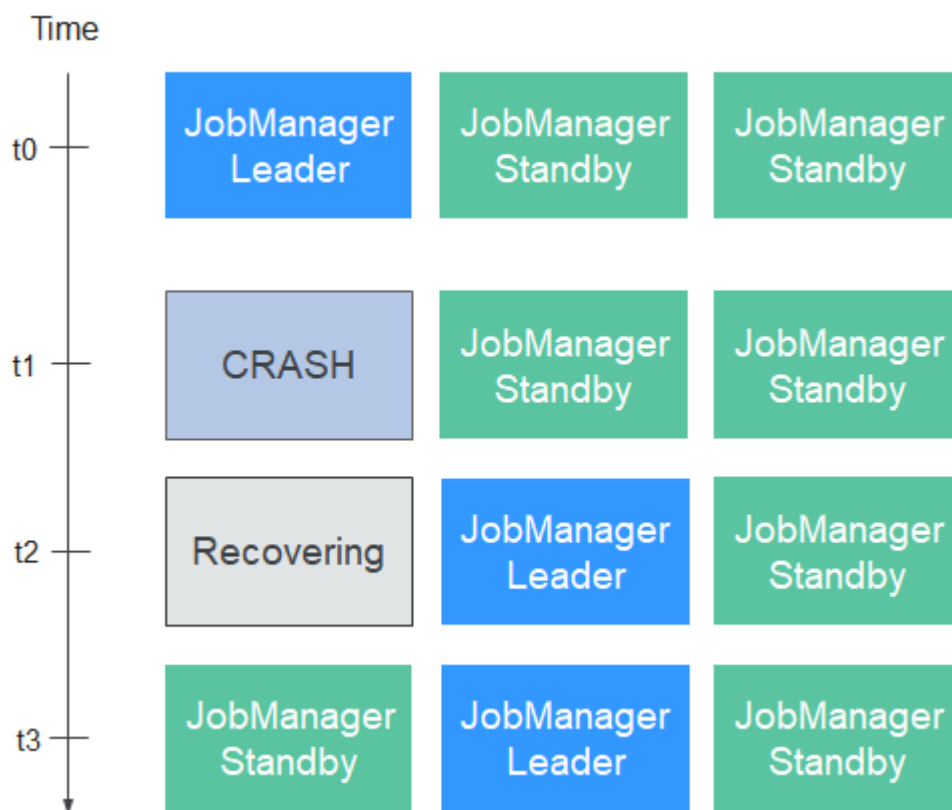 Time
t0
JobManager
Leader
JobManager
Standby
JobManager
Standby
t1
CRASH
JobManager
Standby
JobManager
Standby
t2
Recovering
JobManager
Leader
JobManager
Standby
t3
JobManager
Standby
JobManager
Leader
JobManager
Standby